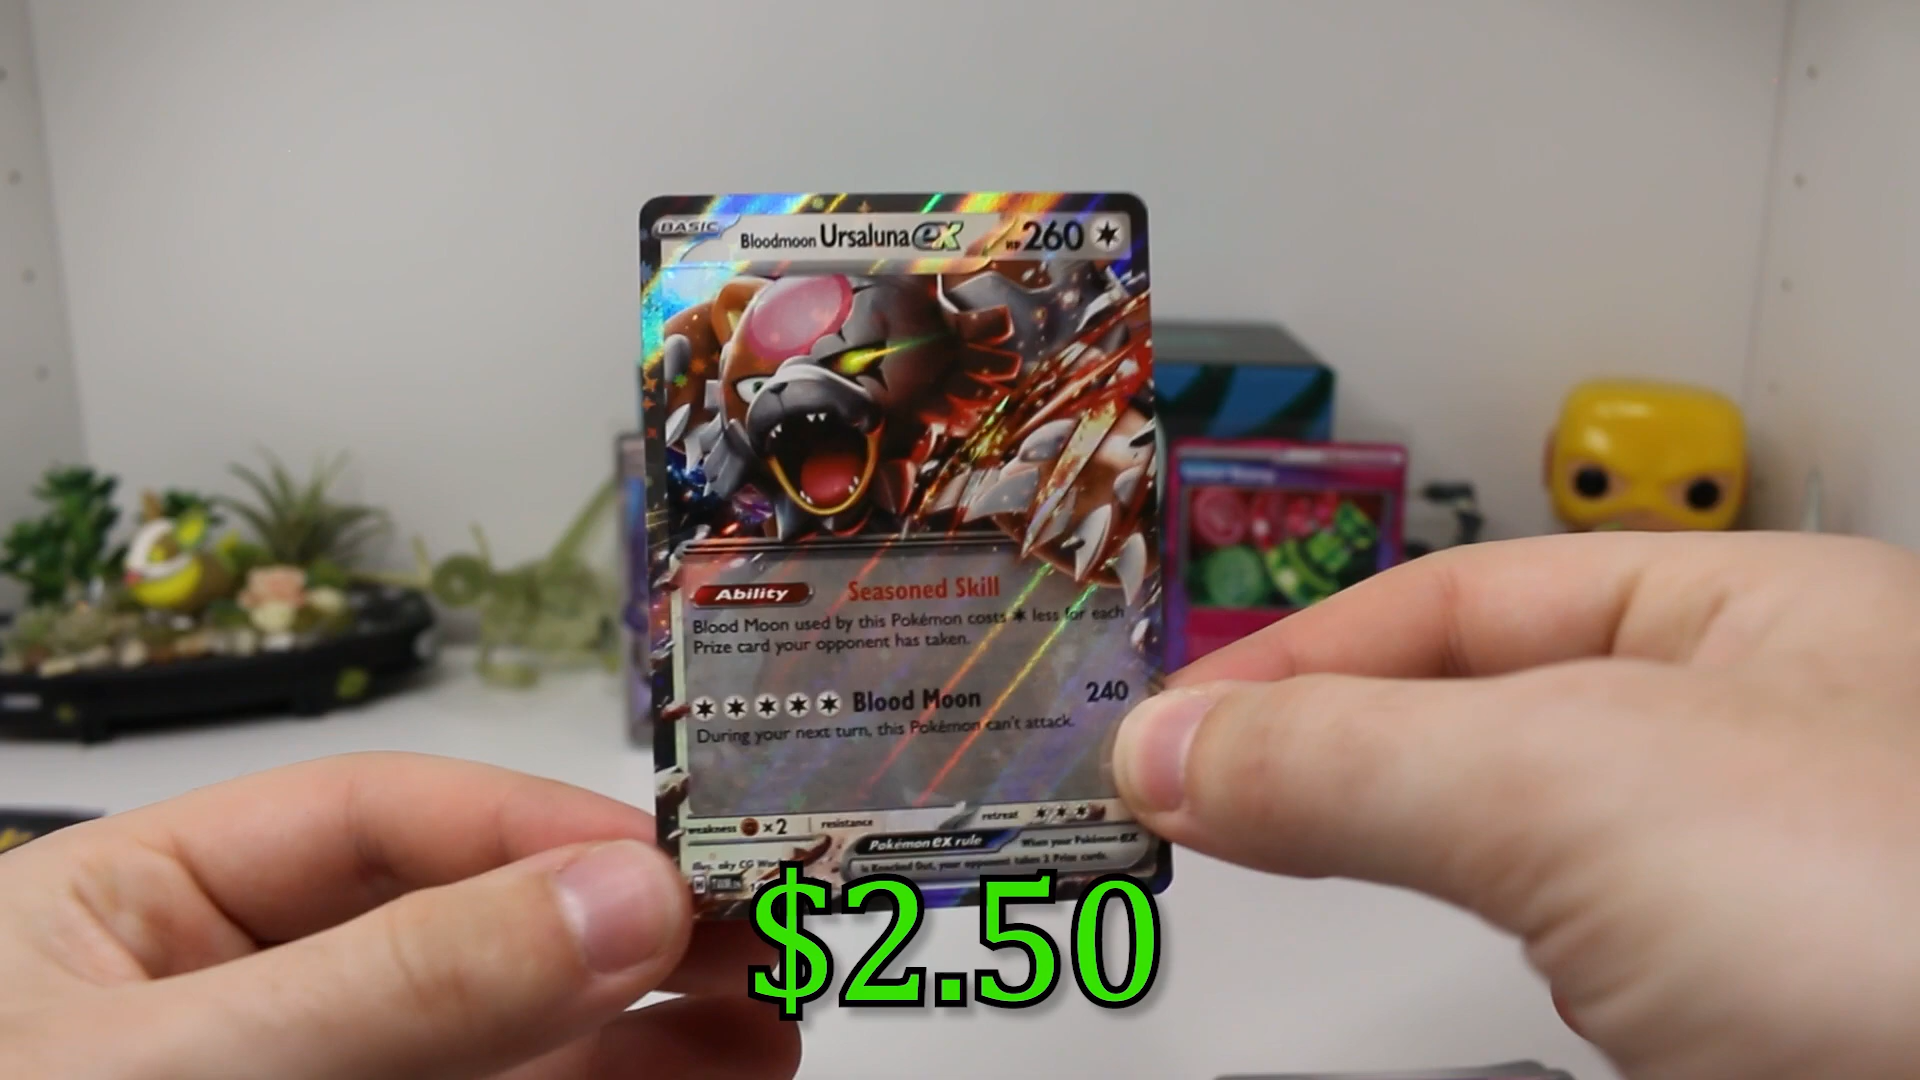 BASIC
Bloodmoon Ursaluna ex HP 260
Ability Seasoned Skill
Blood Moon used by this Pokémon costs less for each
Prize card your opponent has taken.
Blood Moon 240
During your next turn, this Pokémon can't attack.
weakness ×2 resistance retreat
Pokémon ex rule When your Pokémon ex
is Knocked Out, your opponent takes 2 Prize cards.
Illus. aky CG
$2.50